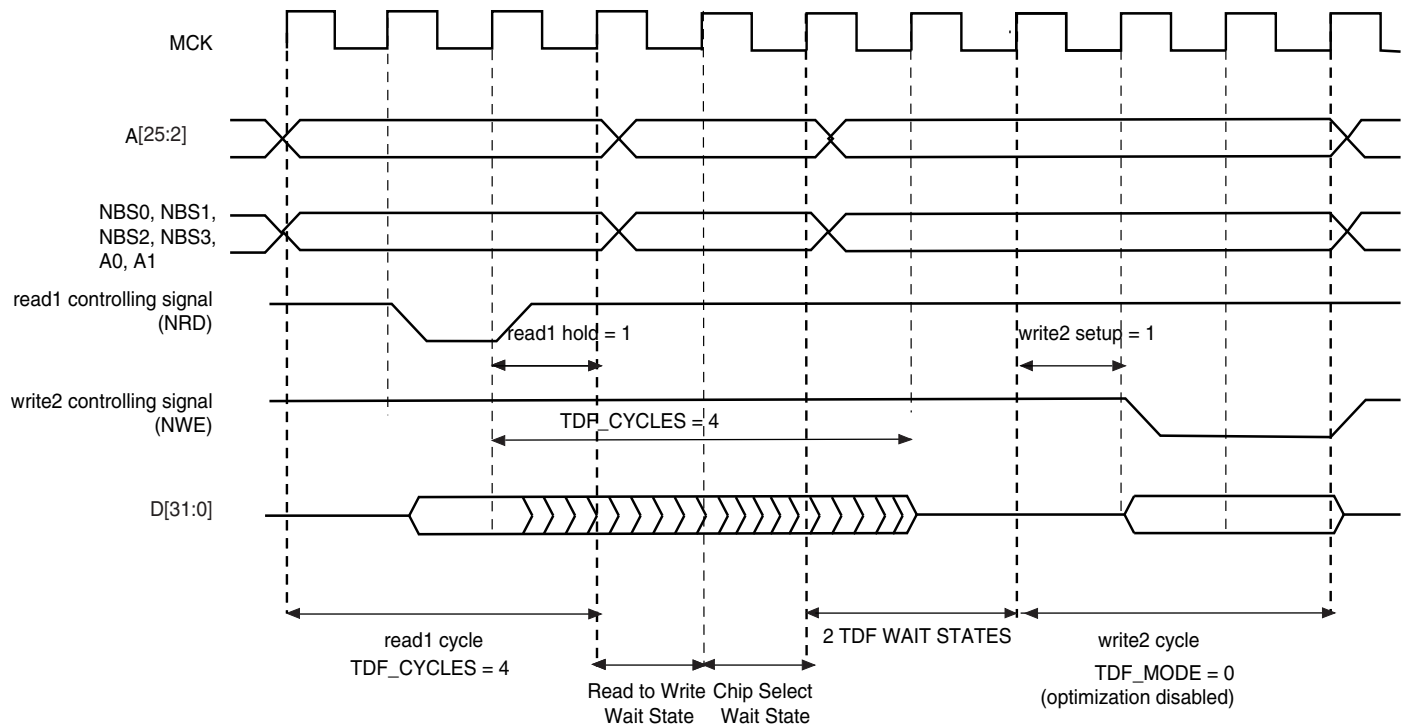 MCK
A[25:2]
NBS0, NBS1,
NBS2, NBS3,
A0, A1
read1 controlling signal
(NRD)
read1 hold = 1
write2 setup = 1
write2 controlling signal
(NWE)
TDF_CYCLES = 4
D[31:0]
read1 cycle
TDF_CYCLES = 4
2 TDF WAIT STATES
write2 cycle
TDF_MODE = 0
(optimization disabled)
Read to Write
Wait State
Chip Select
Wait State